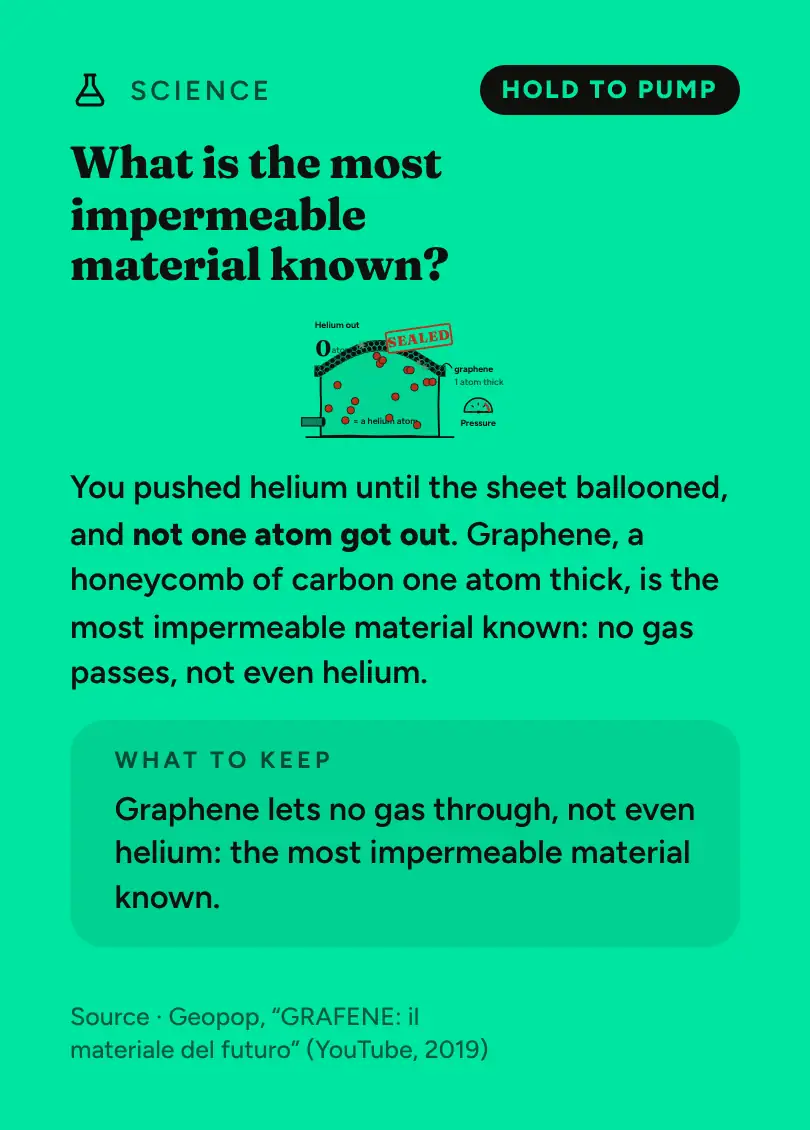 SCIENCE
HOLD TO PUMP
What is the most
impermeable
material known?
Helium out
0
SEALED
graphene
1 atom thick
= a helium atom
Pressure
You pushed helium until the sheet ballooned,
and not one atom got out. Graphene, a
honeycomb of carbon one atom thick, is the
most impermeable material known: no gas
passes, not even helium.
WHAT TO KEEP
Graphene lets no gas through, not even
helium: the most impermeable material
known.
Source · Geopop, “GRAFENE: il
materiale del futuro” (YouTube, 2019)